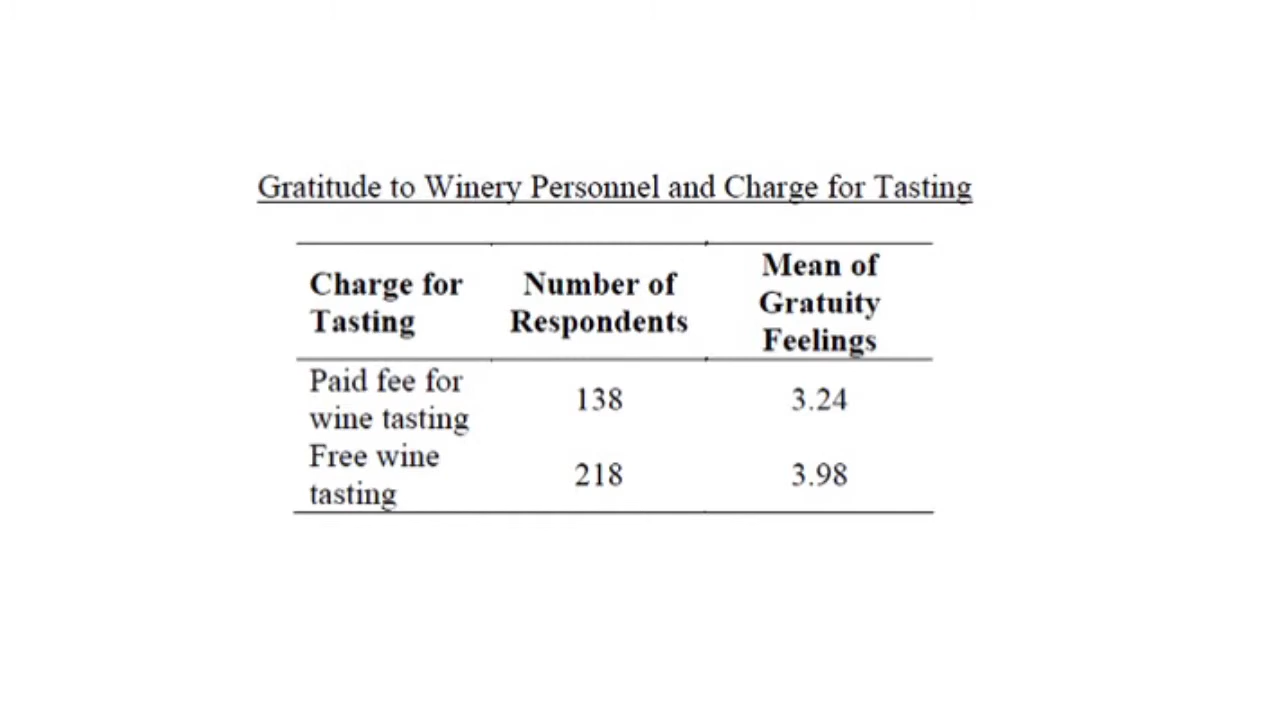 Gratitude to Winery Personnel and Charge for Tasting
Charge for Tasting Number of Respondents Mean of Gratuity Feelings
Paid fee for wine tasting 138 3.24
Free wine tasting 218 3.98